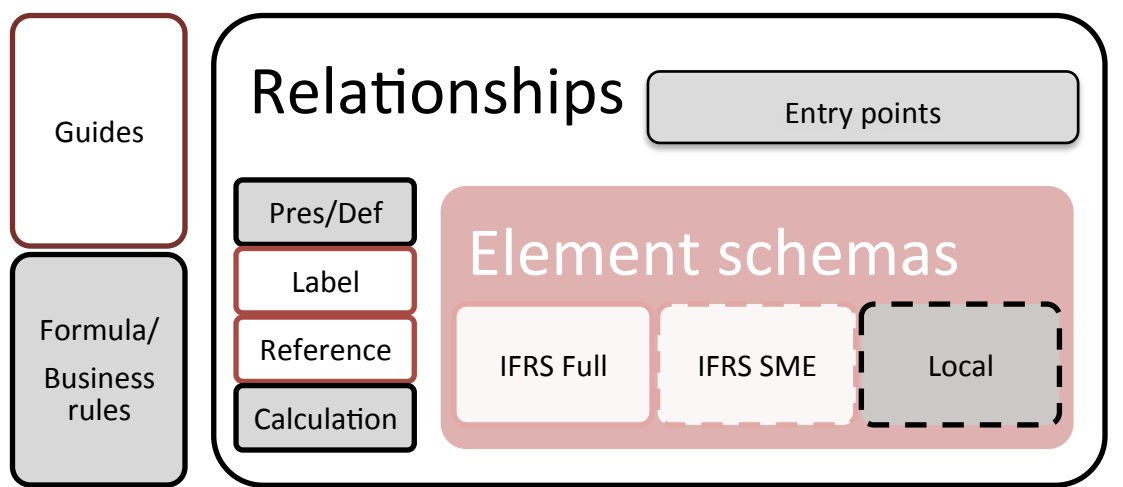 Guides
Formula/
Business
rules
Relationships
Entry points
Pres/Def
Label
Reference
Calculation
Element schemas
IFRS Full
IFRS SME
Local